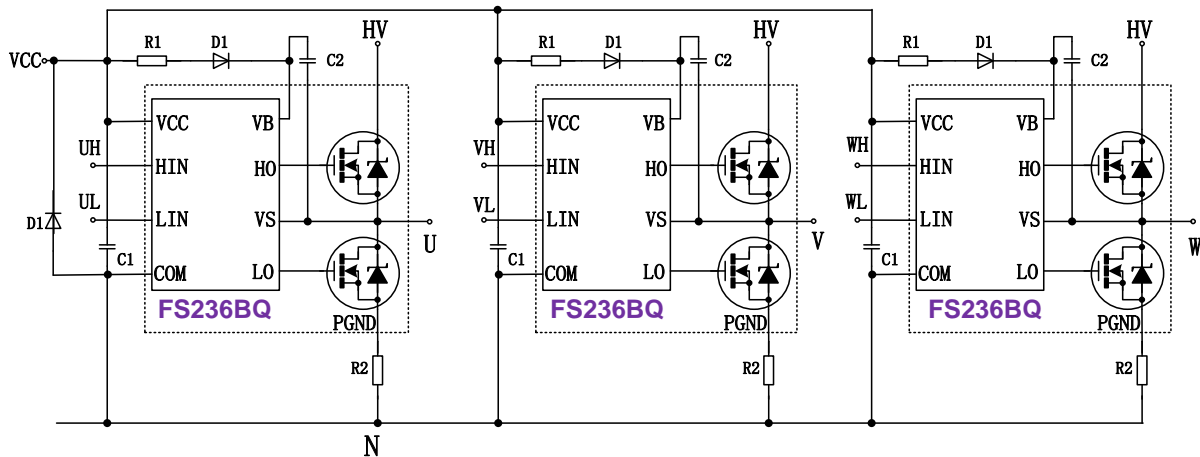 HV
HV
HV
R1
D1
R1
D1
R1
D1
VCC
C2
C2
C2
VCC
VB
VCC
VB
VCC
VB
UH
VH
WH
HIN
HO
HIN
HO
HIN
HO
UL
VL
WL
D1
LIN
VS
LIN
VS
LIN
VS
U
V
W
C1
C1
C1
COM
LO
COM
LO
COM
LO
FS236BQ
FS236BQ
FS236BQ
PGND
PGND
PGND
R2
R2
R2
N